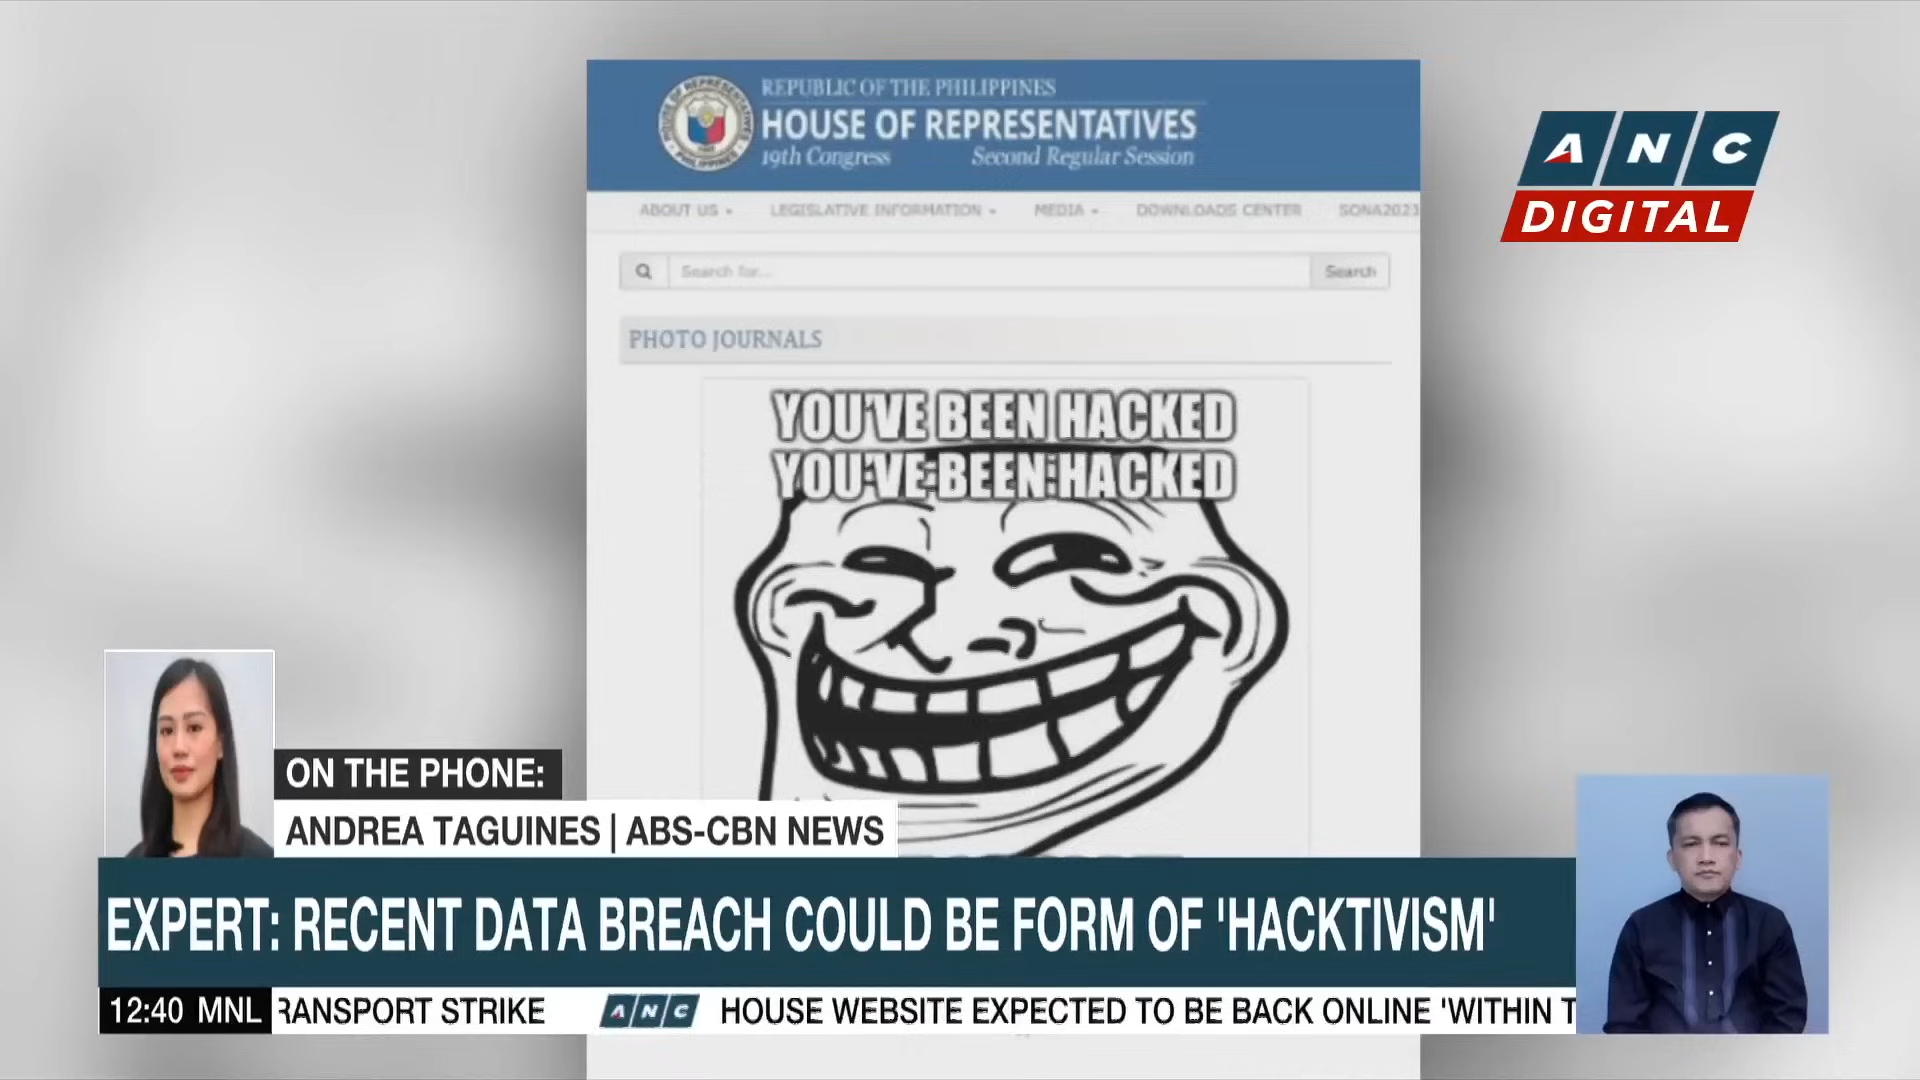 REPUBLIC OF THE PHILIPPINES
HOUSE OF REPRESENTATIVES
19th Congress Second Regular Session
ABOUT US LEGISLATIVE INFORMATION MEDIA DOWNLOADS CENTER SONA2023
Search for... Search
PHOTO JOURNALS
YOU'VE BEEN HACKED
YOU'VE BEEN HACKED
ANC
DIGITAL
ON THE PHONE:
ANDREA TAGUINES | ABS-CBN NEWS
EXPERT: RECENT DATA BREACH COULD BE FORM OF 'HACKTIVISM'
12:40 MNL RANSPORT STRIKE ANC HOUSE WEBSITE EXPECTED TO BE BACK ONLINE 'WITHIN T